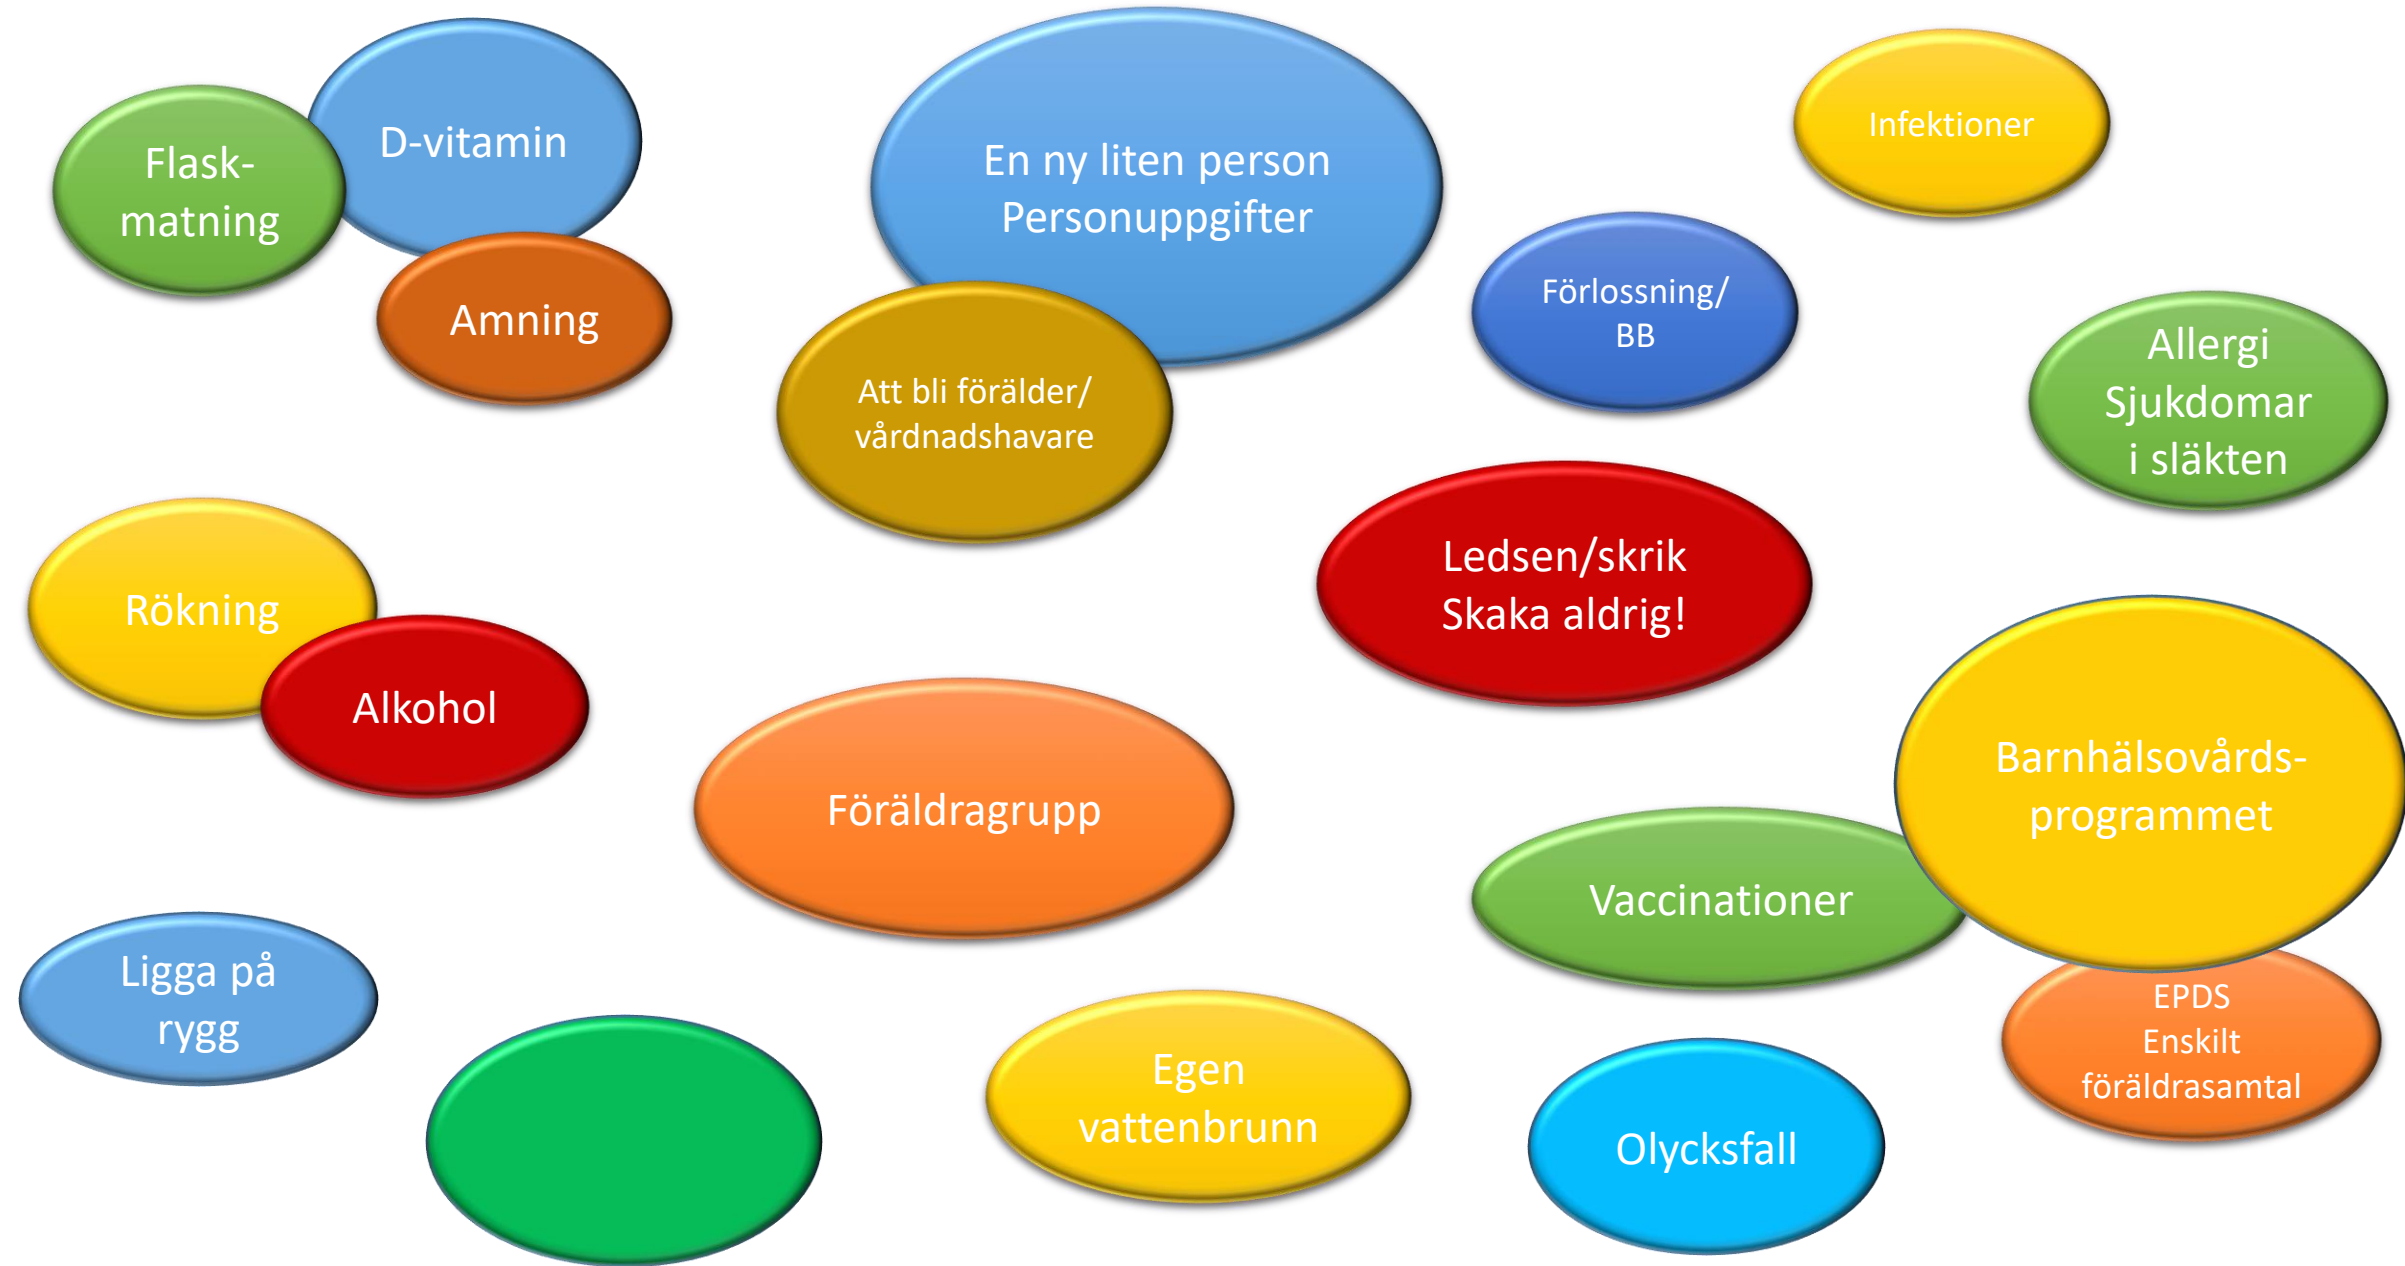 Flask-
matning
D-vitamin
Amning
En ny liten person
Personuppgifter
Att bli förälder/
vårdnadshavare
Infektioner
Förlossning/
BB
Allergi
Sjukdomar
i släkten
Rökning
Alkohol
Ledsen/skrik
Skaka aldrig!
Föräldragrupp
Barnhälsovårds-
programmet
Vaccinationer
EPDS
Enskilt
föräldrasamtal
Ligga på
rygg
Egen
vattenbrunn
Olycksfall